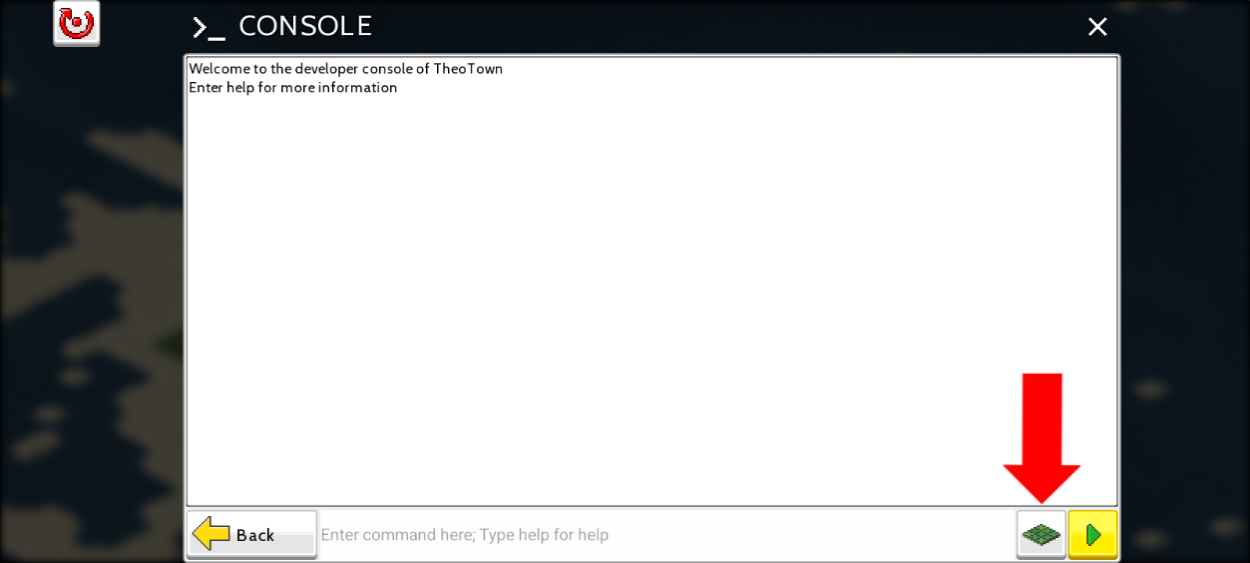 >_ CONSOLE
Welcome to the developer console of TheoTown
Enter help for more information
Back
Enter command here; Type help for help